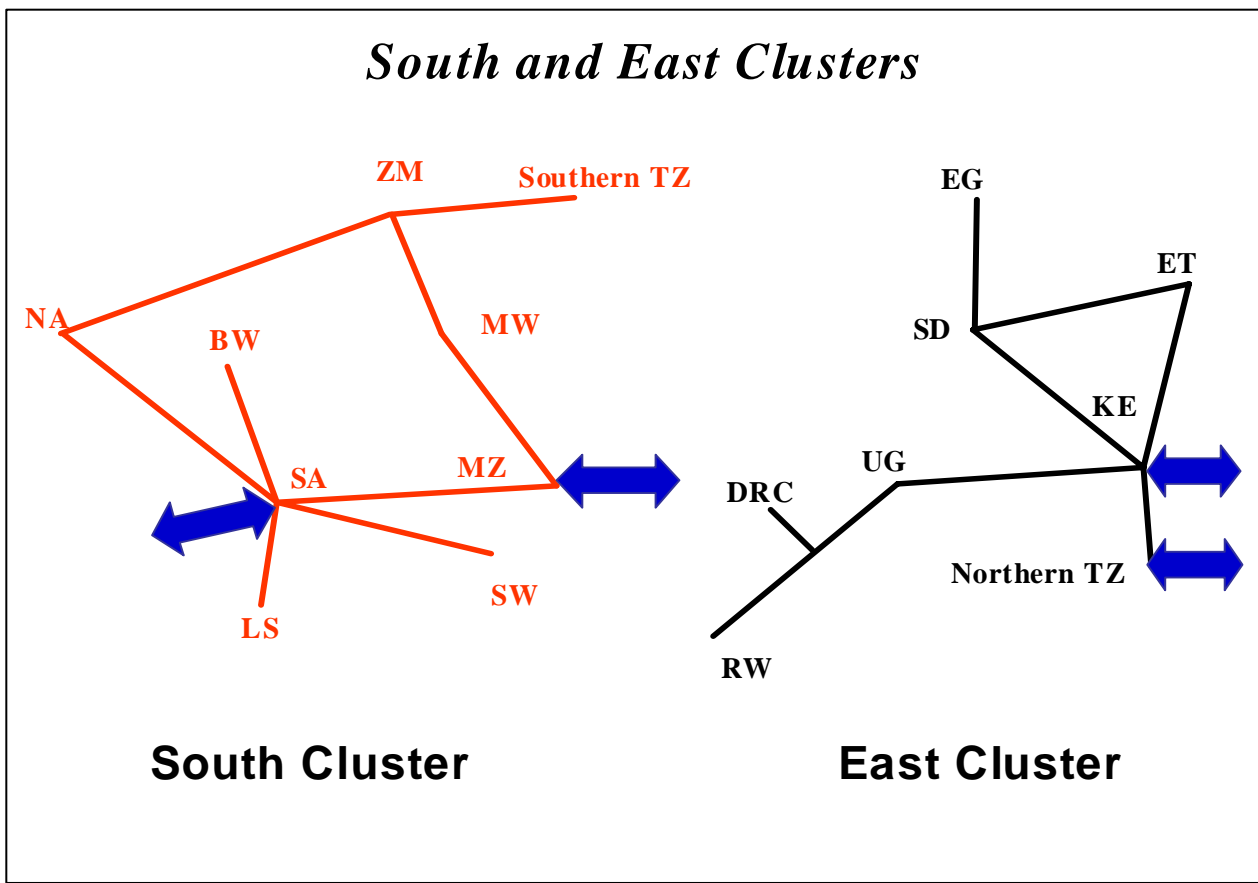 South and East Clusters
ZM
Southern TZ
NA
BW
MW
SA
MZ
SW
LS
EG
ET
SD
KE
UG
DRC
Northern TZ
RW
South Cluster
East Cluster